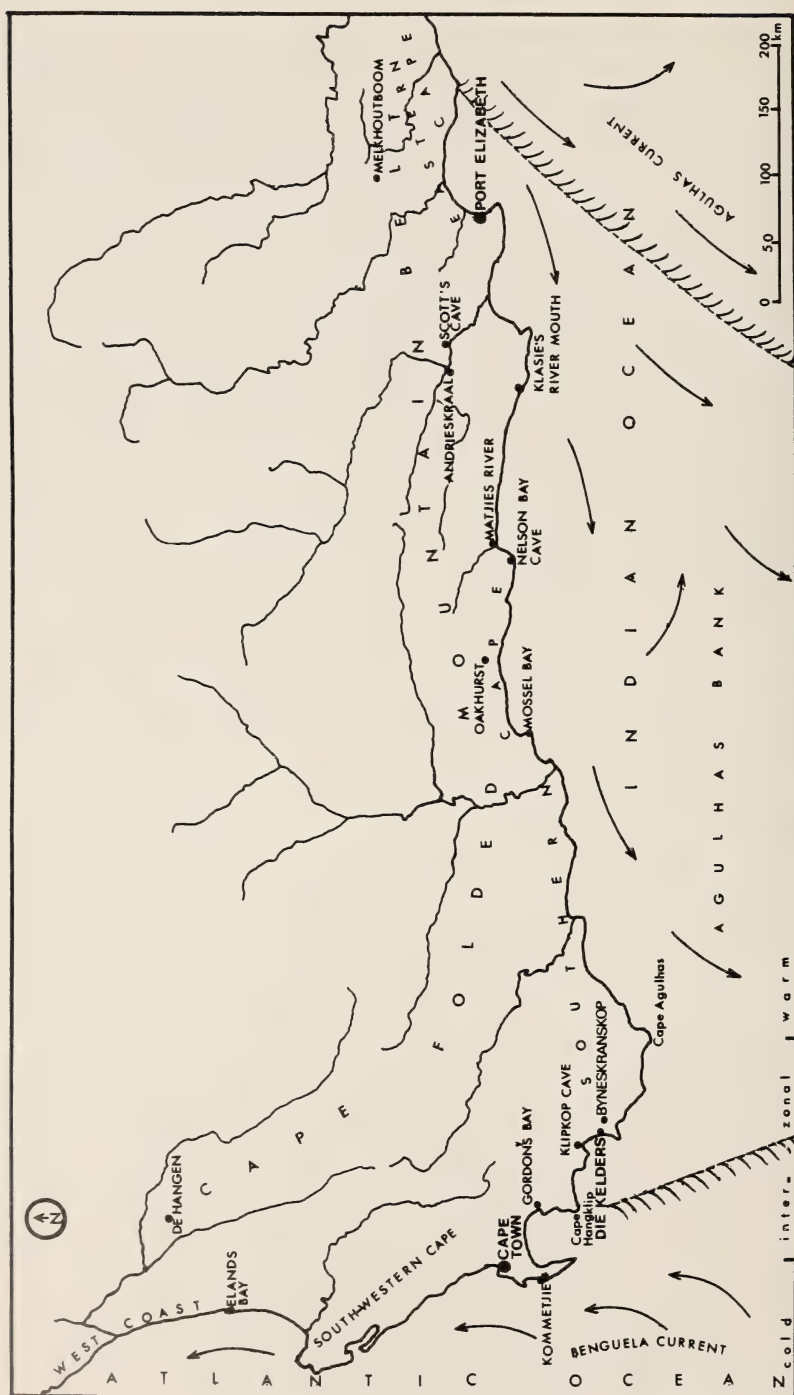 N
WEST COAST
ELANDS
BAY
DE HANGEN
SOUTH-WESTERN CAPE
CAPE
TOWN
KOMMETJIE
GORDON'S BAY
Cape
Hangklip
KLIPKOP CAVE
DIE KELDERS
BYNESKRANSKOP
Cape Agulhas
CAPE FOLDED MOUNTAIN BELT
SOUTHERN CAPE
EASTERN CAPE
MOSSEL BAY
OAKHURST
NELSON BAY
CAVE
MATJIES RIVER
KLASIE'S
RIVER MOUTH
ANDRIESKRAAL
SCOTT'S
CAVE
PORT ELIZABETH
MELKHOUTBOOM
ATLANTIC OCEAN
BENGUELA CURRENT
INDIAN OCEAN
AGULHAS BANK
AGULHAS CURRENT
cold inter-zonal warm
0 50 100 150 200
km